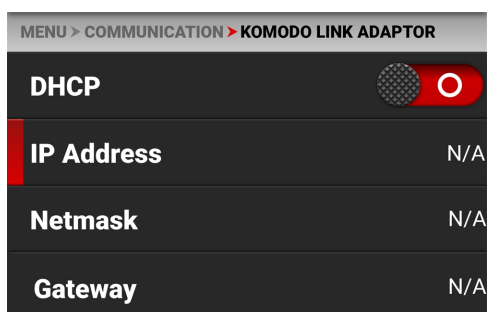 MENU > COMMUNICATION > KOMODO LINK ADAPTOR
DHCP
IP Address N/A
Netmask N/A
Gateway N/A